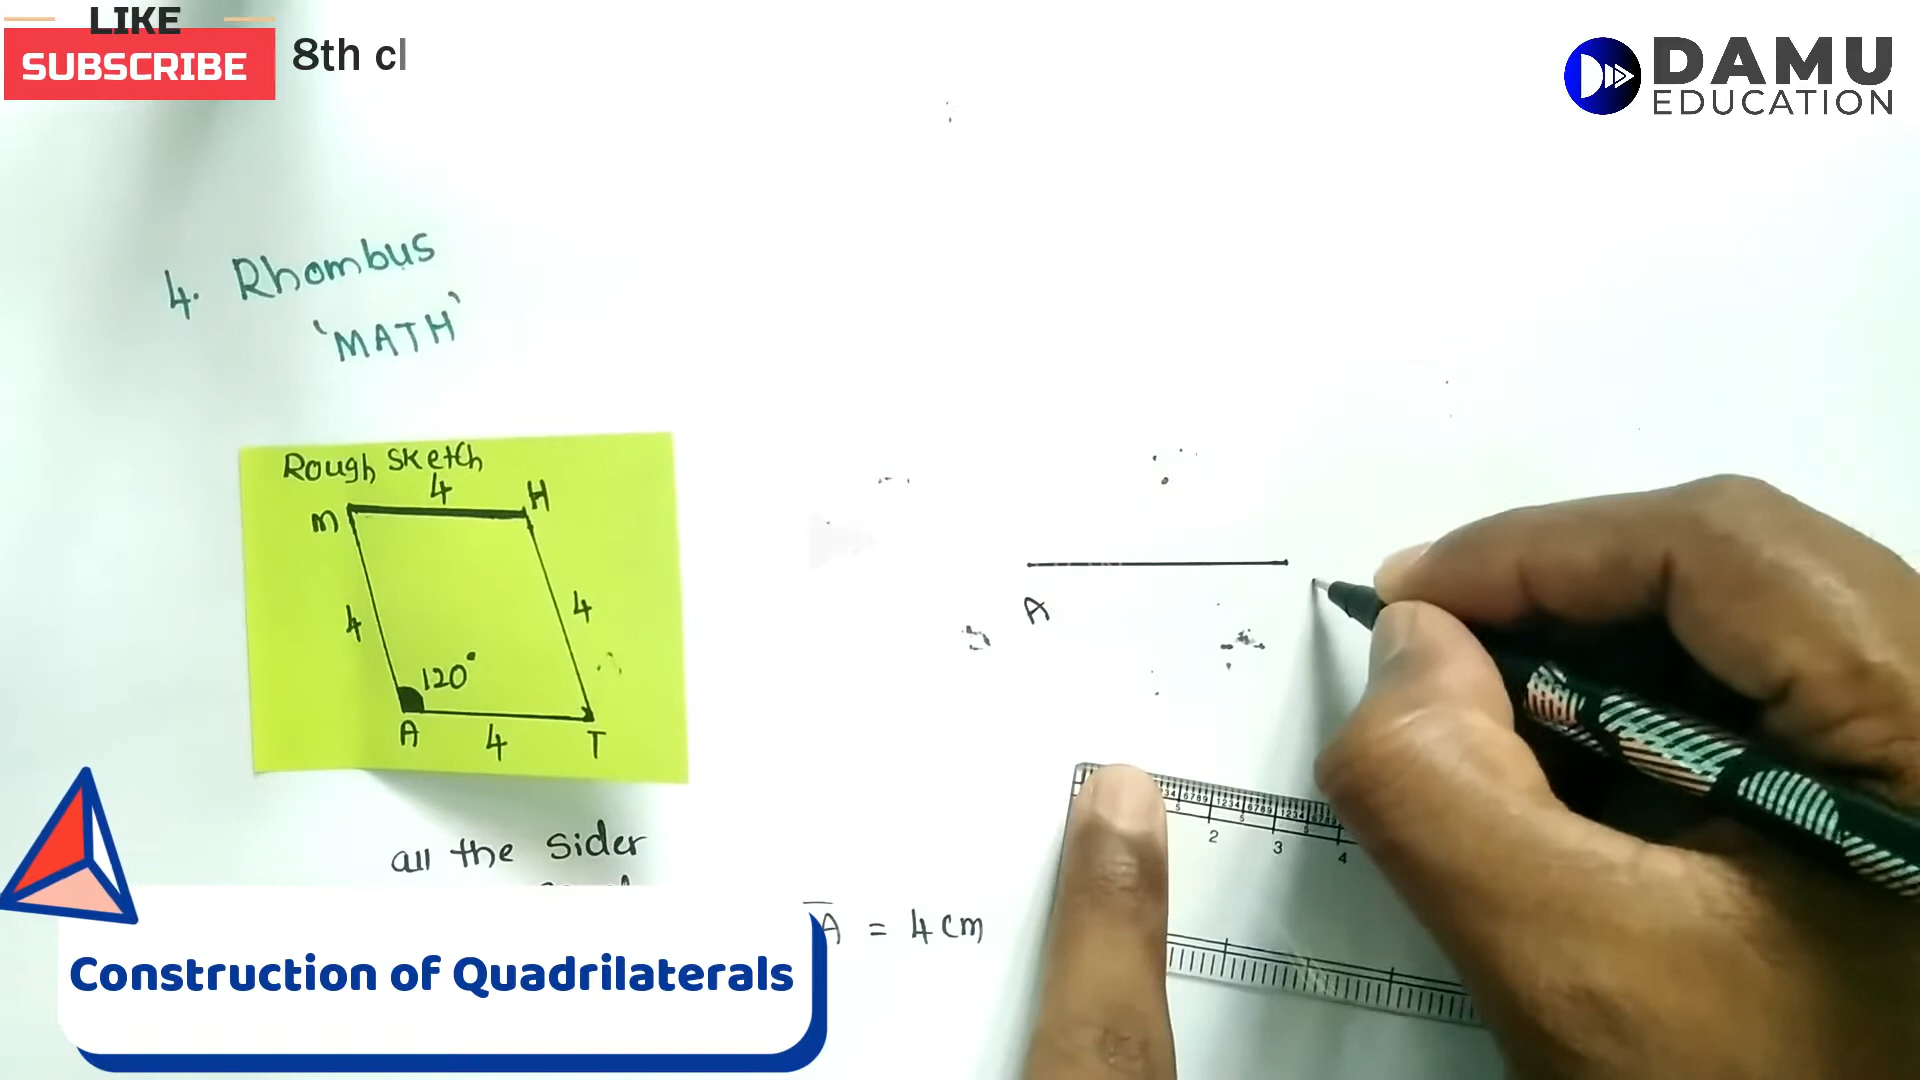 LIKE
SUBSCRIBE
8th cl
DAMU
EDUCATION
4. Rhombus
'MATH'
Rough sketch
4
M
H
4
4
120°
A
4
T
all the sider
A
A = 4 cm
2
3
4
Construction of Quadrilaterals